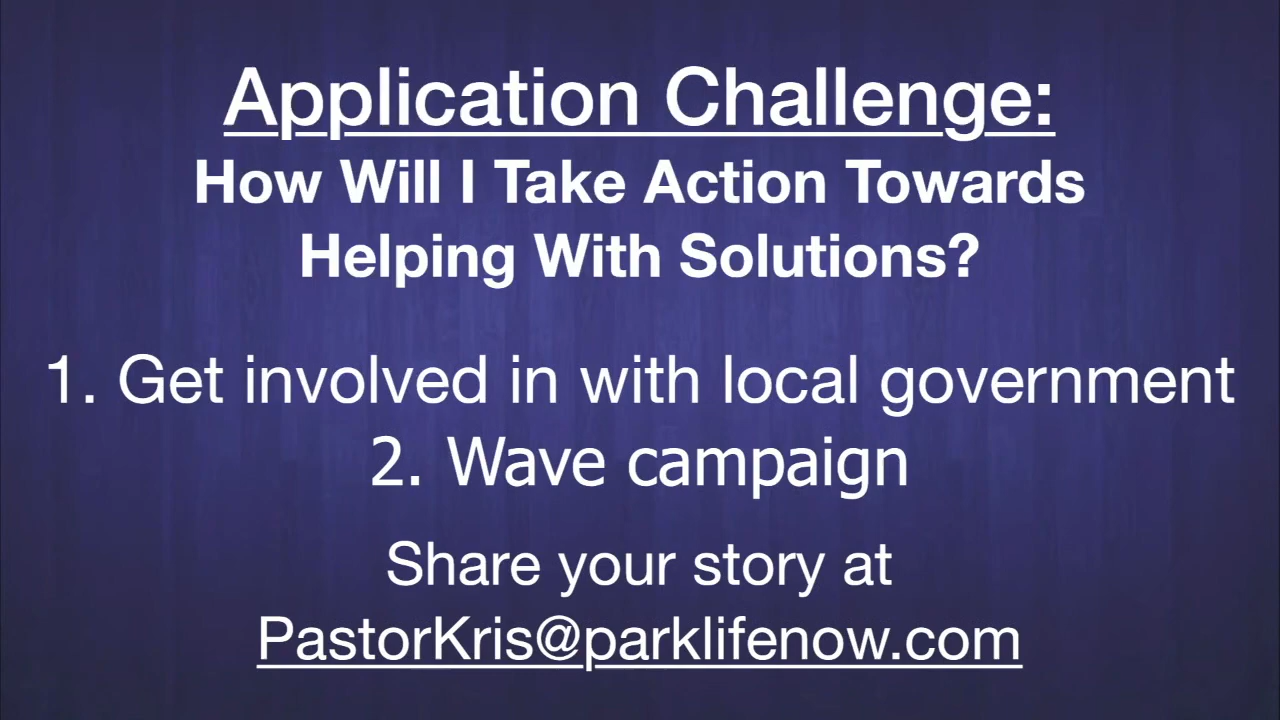 Application Challenge:
How Will I Take Action Towards
Helping With Solutions?
1. Get involved in with local government
2. Wave campaign
Share your story at
PastorKris@parklifenow.com